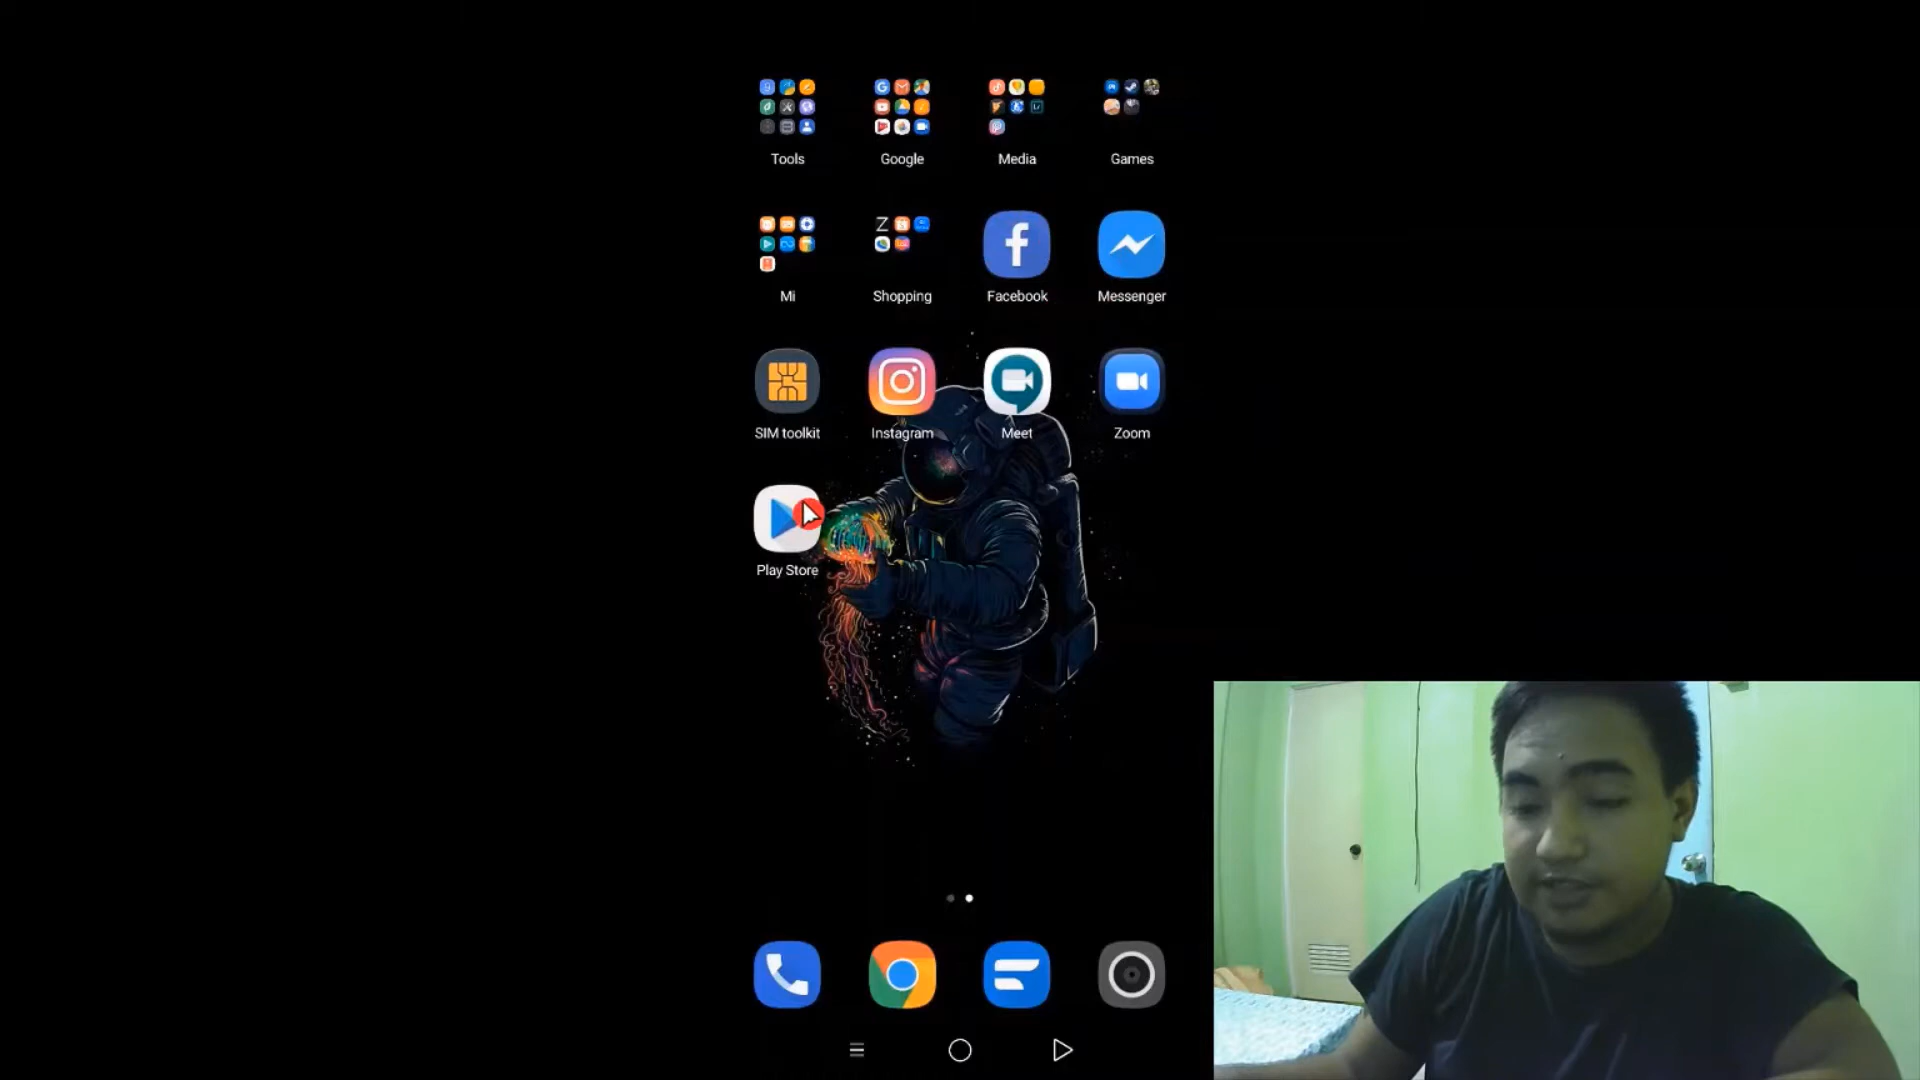 Tools
Google
Media
Games
Mi
Shopping
Facebook
Messenger
SIM toolkit
Instagram
Meet
Zoom
Play Store